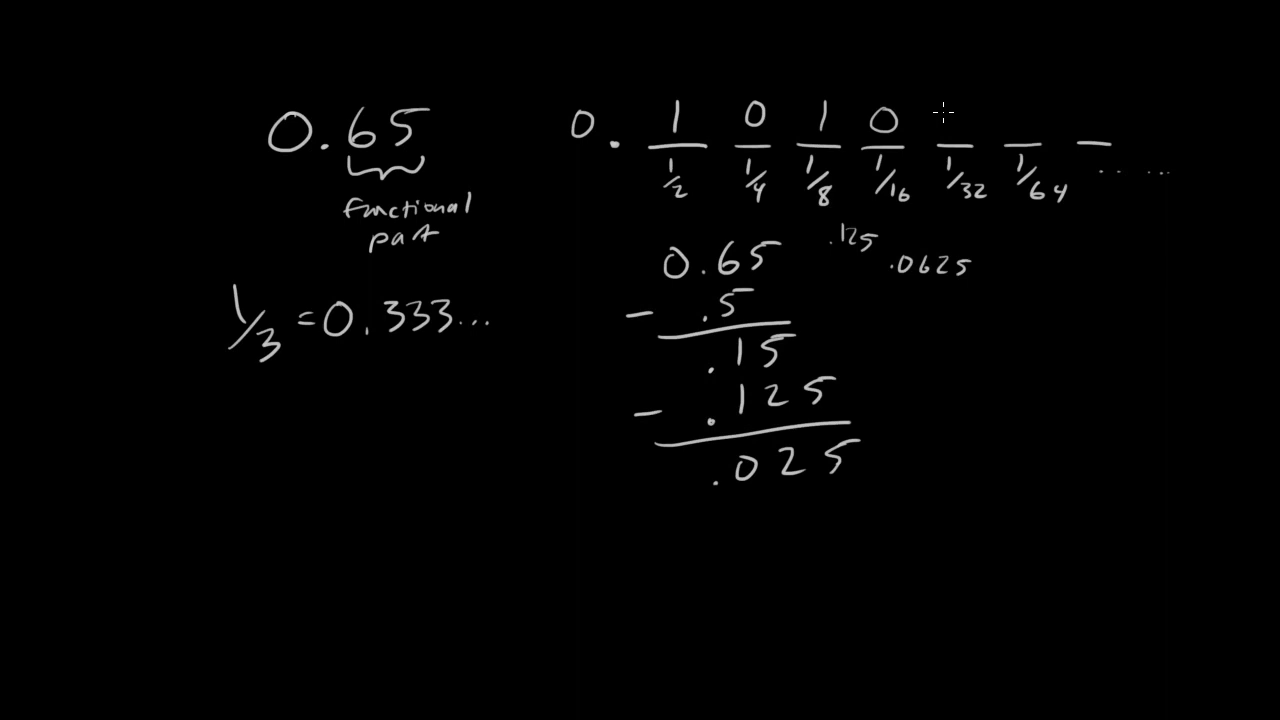 0.65
functional
part
1/3 = 0.333...
0. 1 0 1 0
1/2 1/4 1/8 1/16 1/32 1/64 .....
.125
.0625
0.65
- .5
.15
- .125
.025